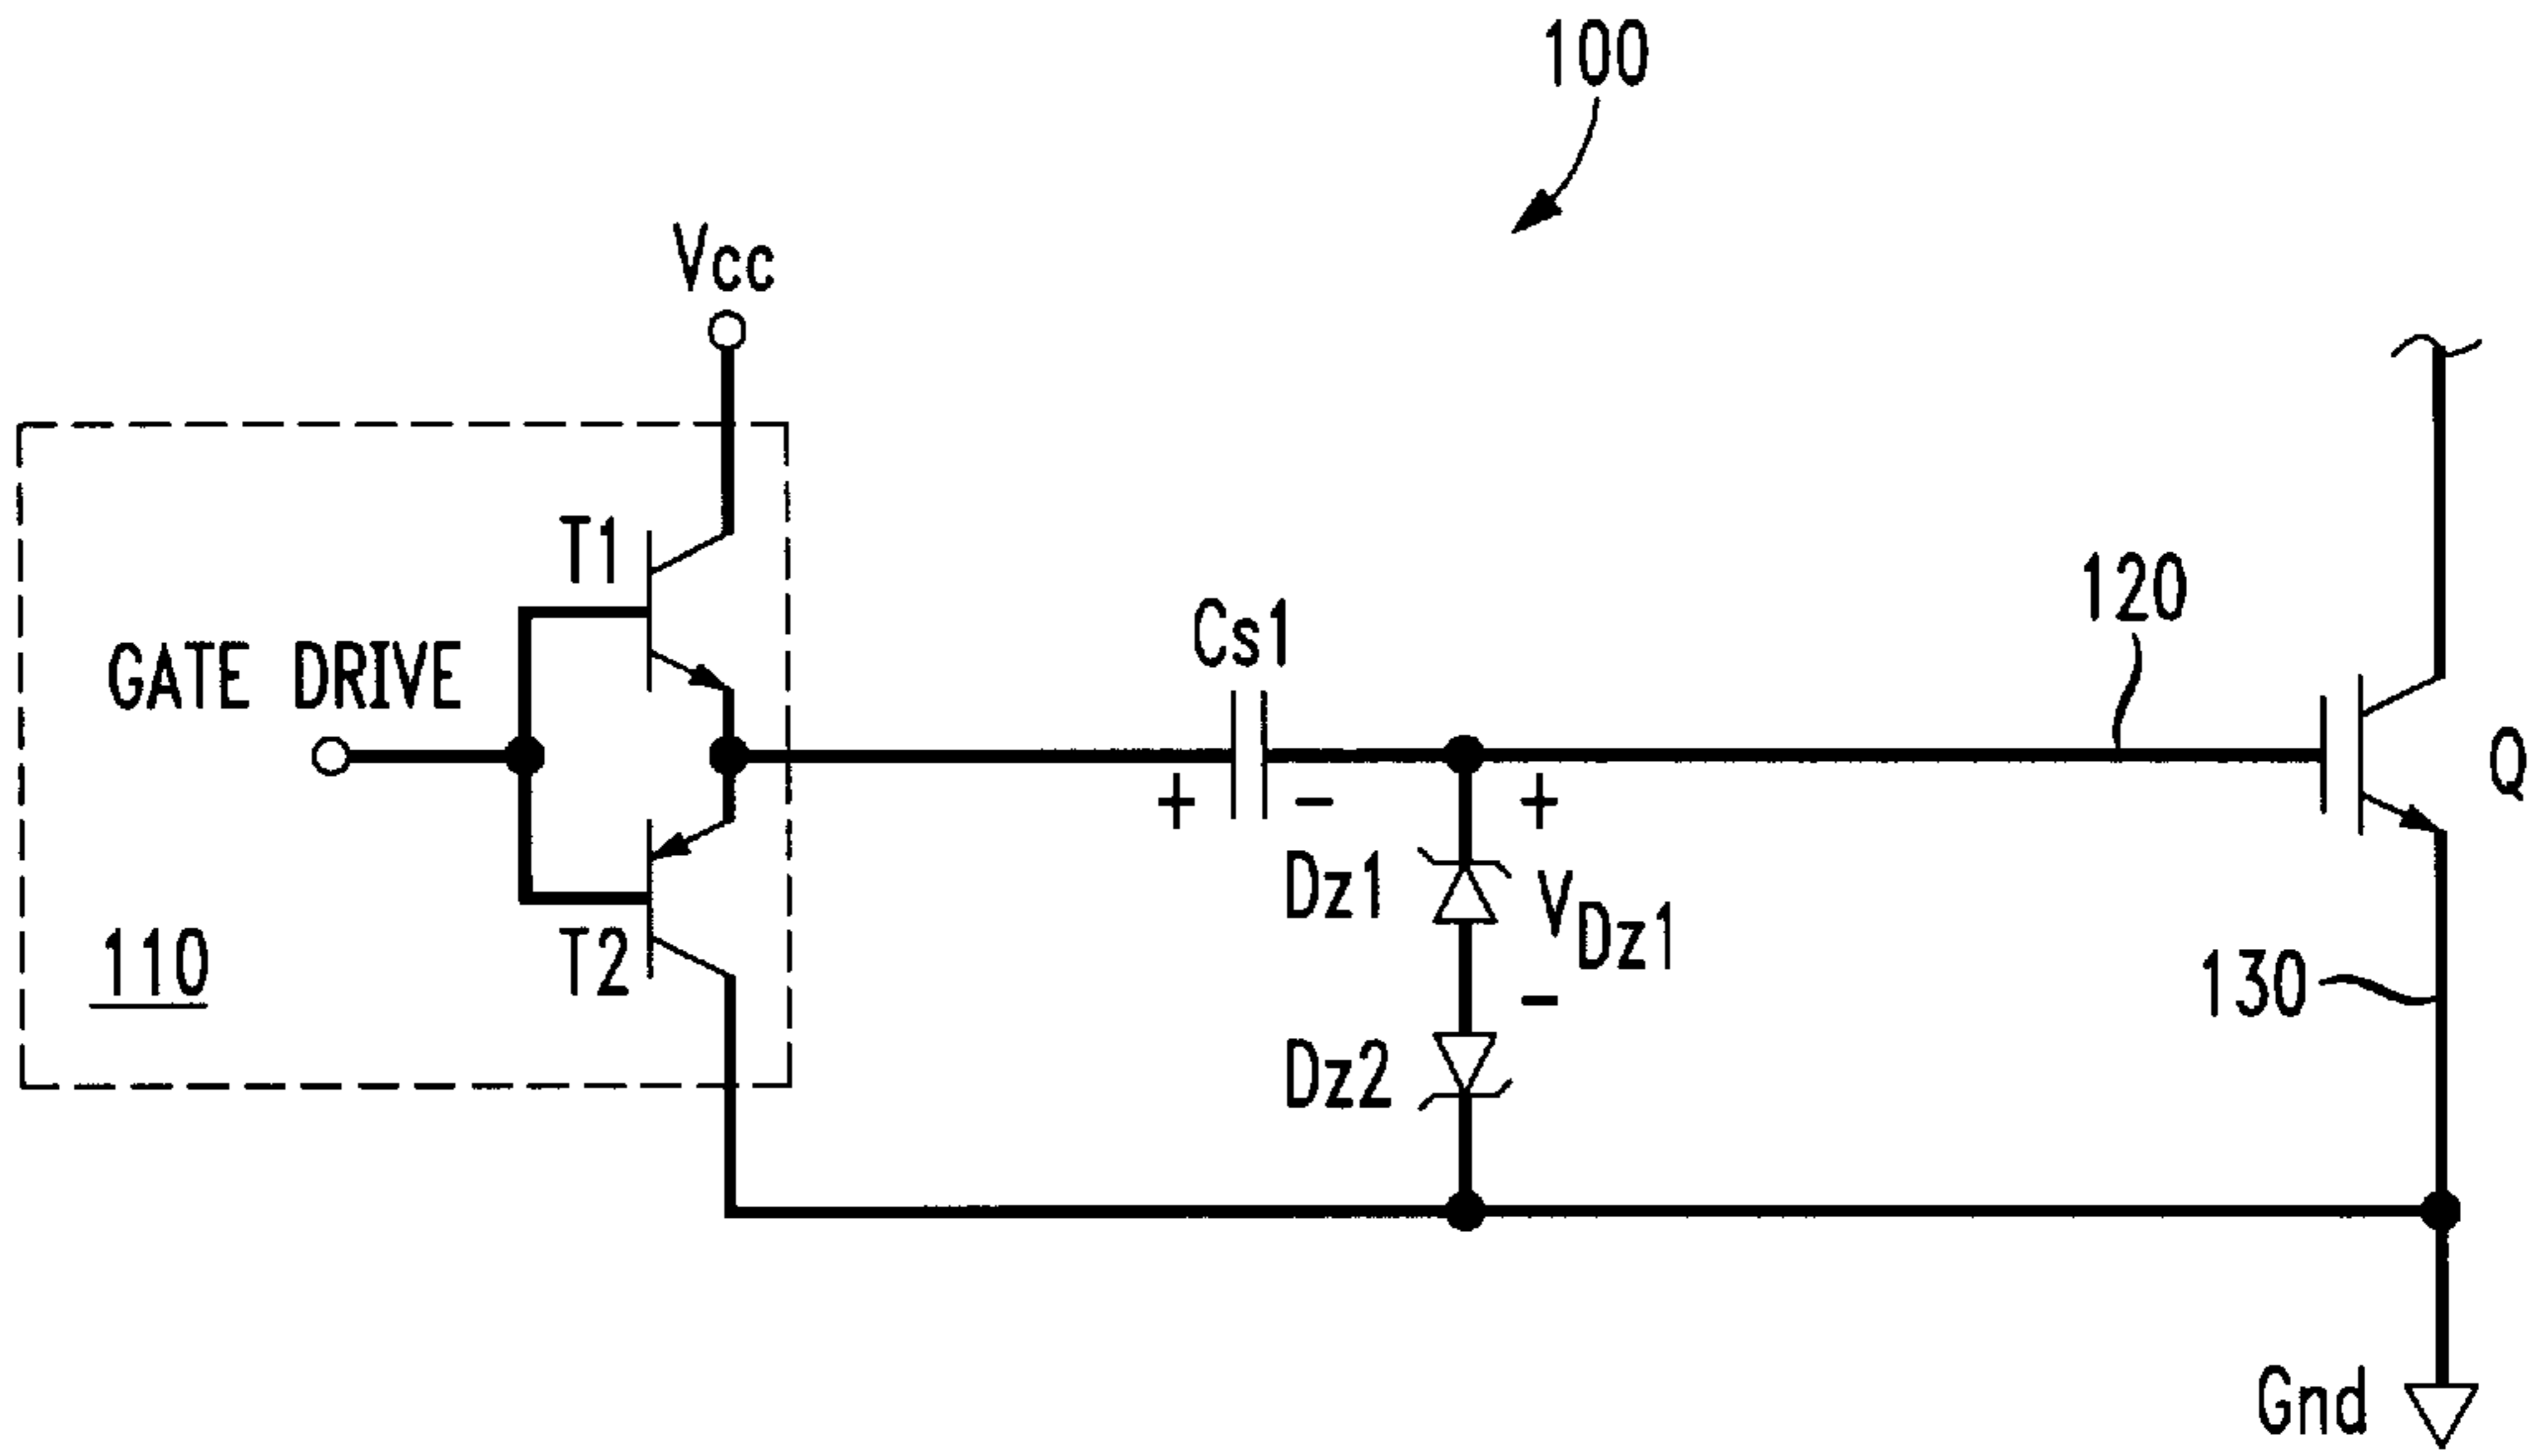 100
Vcc
T1
GATE DRIVE
110
T2
Cs1
+
-
+
Dz1
VDz1
-
Dz2
120
Q
130
Gnd